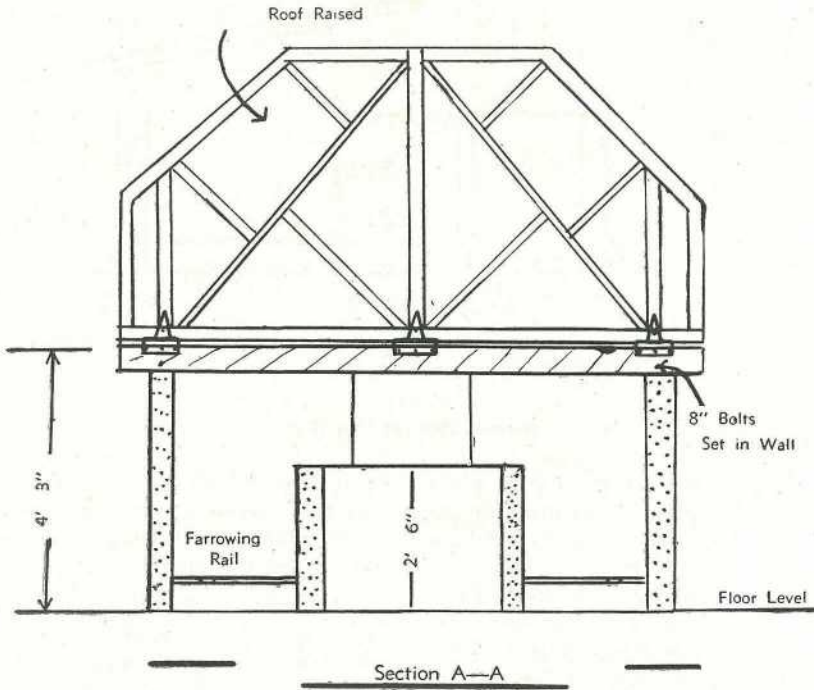 Roof Raised
8" Bolts
Set in Wall
4' 3"
Farrowing
Rail
2' 6"
Floor Level
Section A—A